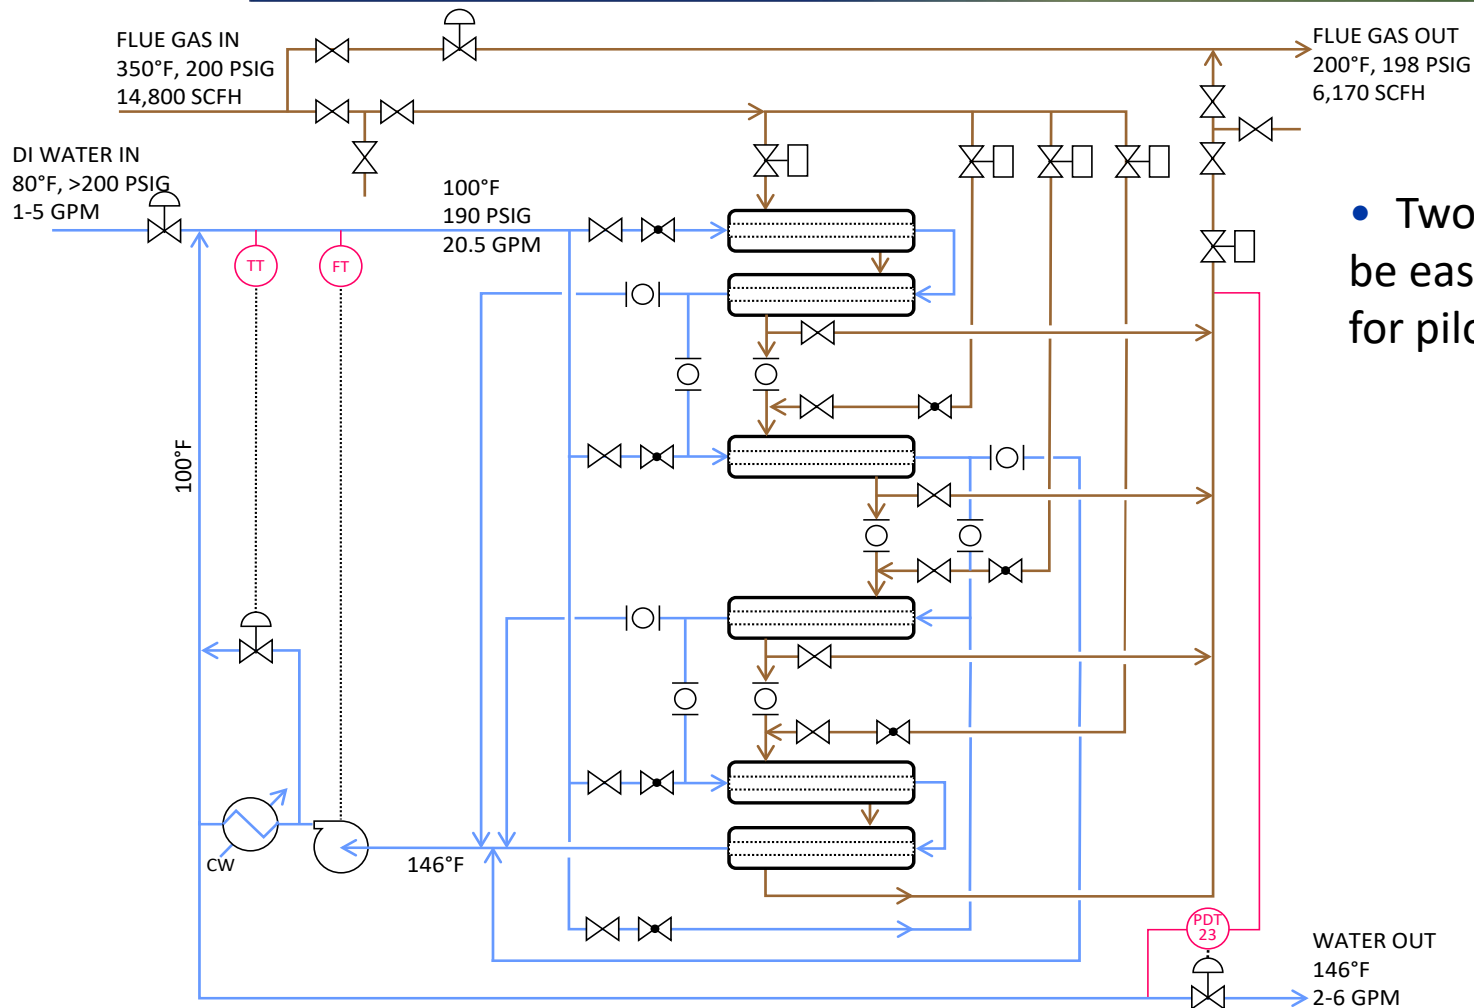 FLUE GAS IN
350°F, 200 PSIG
14,800 SCFH
FLUE GAS OUT
200°F, 198 PSIG
6,170 SCFH
DI WATER IN
80°F, >200 PSIG
1-5 GPM
100°F
190 PSIG
20.5 GPM
• Two
be eas
for pilo
TT
FT
100°F
CW
146°F
PDT
23
WATER OUT
146°F
2-6 GPM